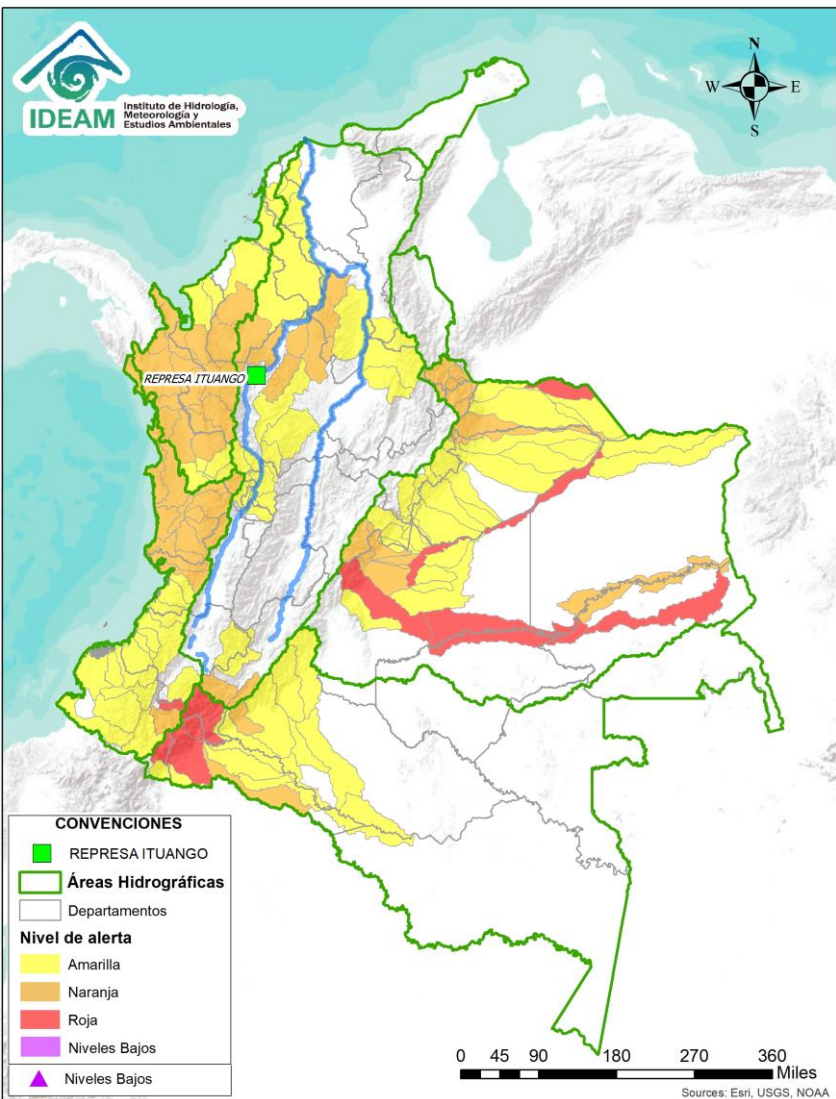 IDEAM
Instituto de Hidrología,
Meteorología y
Estudios Ambientales
N
W
E
S
REPRESA ITUANGO
CONVENCIONES
REPRESA ITUANGO
Áreas Hidrográficas
Departamentos
Nivel de alerta
Amarilla
Naranja
Roja
Niveles Bajos
Niveles Bajos
0 45 90 180 270 360
Miles
Sources: Esri, USGS, NOAA